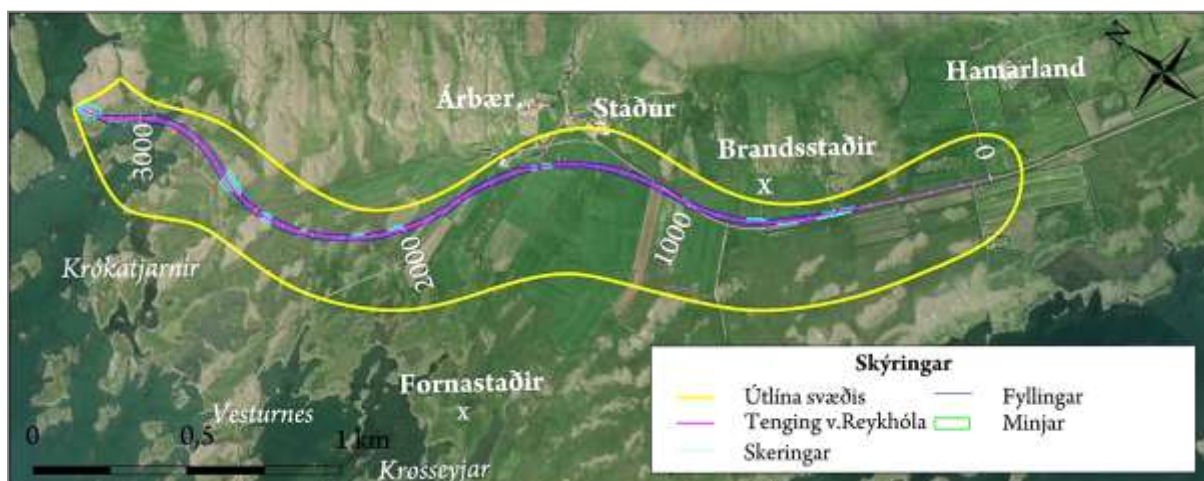 N
Hamarland
Árbær
Staður
Brandsstaðir
0
3000
1000
2000
Krókatjarnir
Fornastaðir
x
x
Vesturnes
Krosseyjar
0 0,5 1 km
Skýringar
Útlína svæðis
Tenging v.Reykhóla
Skeringar
Fyllingar
Minjar